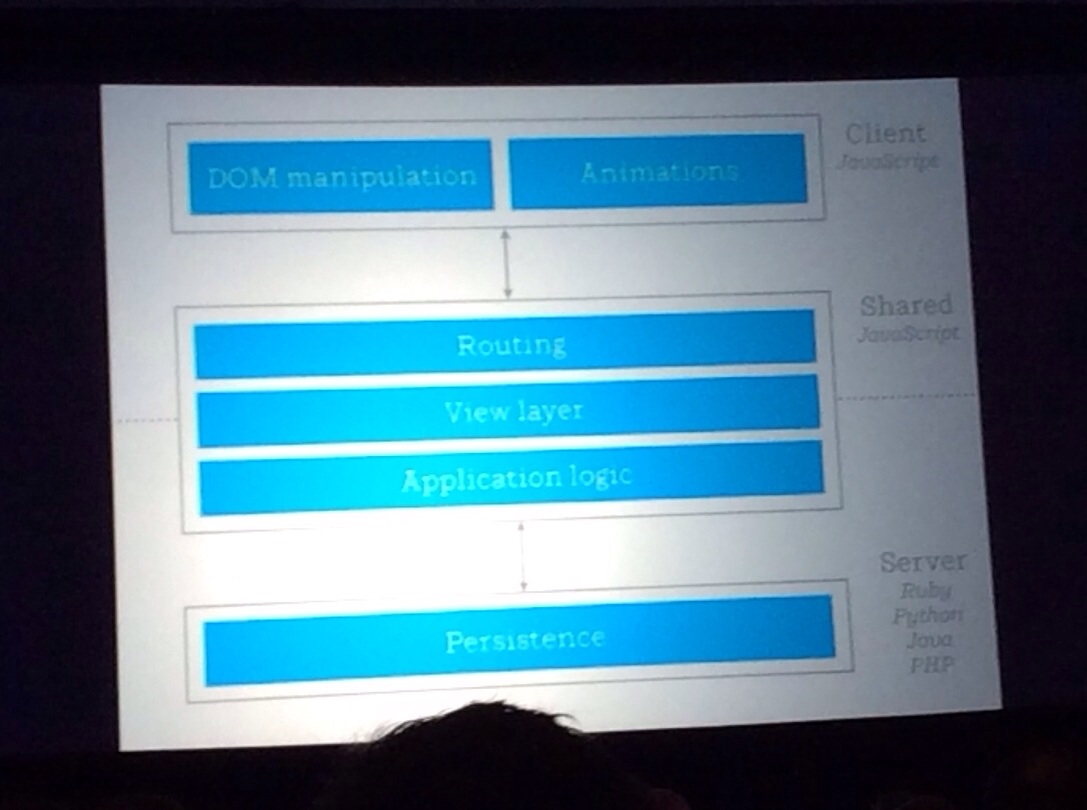 DOM manipulation
Animations
Client
JavaScript
Routing
View layer
Application logic
Shared
JavaScript
Persistence
Server
Ruby
Python
Java
PHP